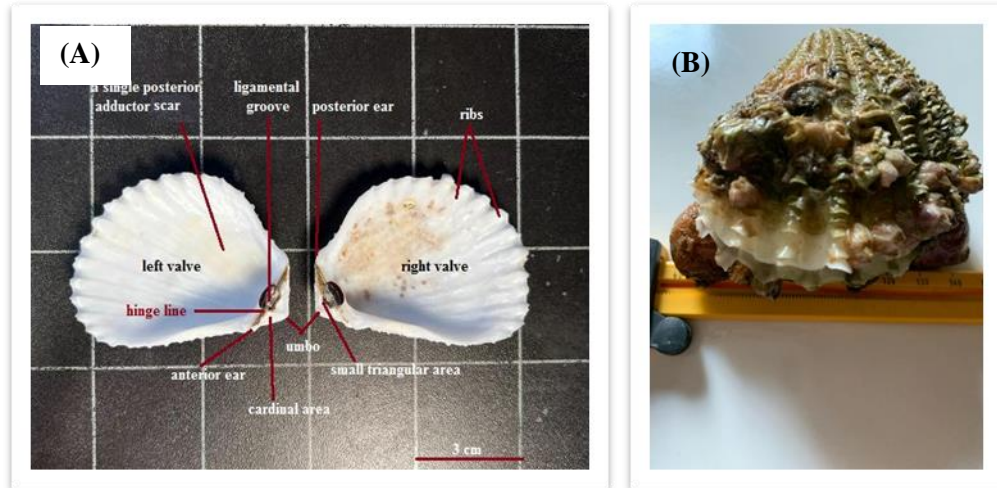 (A)
a single posterior
adductor scar
ligamental
groove
posterior ear
ribs
left valve
right valve
hinge line
umbo
anterior ear
small triangular area
cardinal area
3 cm
(B)